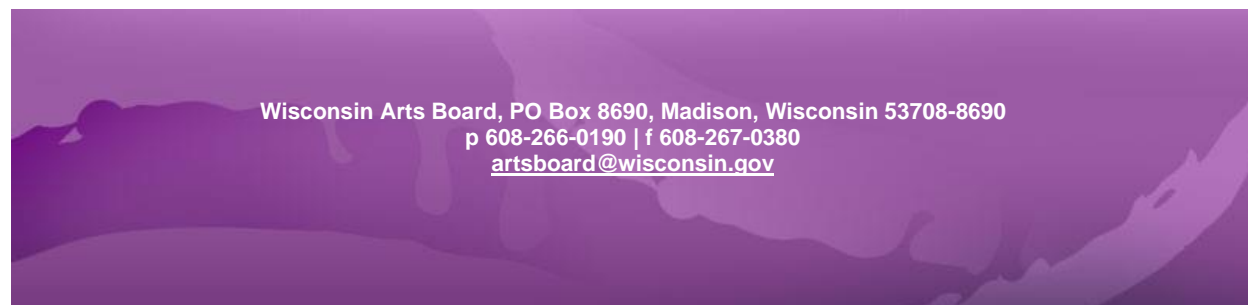 Wisconsin Arts Board, PO Box 8690, Madison, Wisconsin 53708-8690
p 608-266-0190 | f 608-267-0380
artsboard@wisconsin.gov